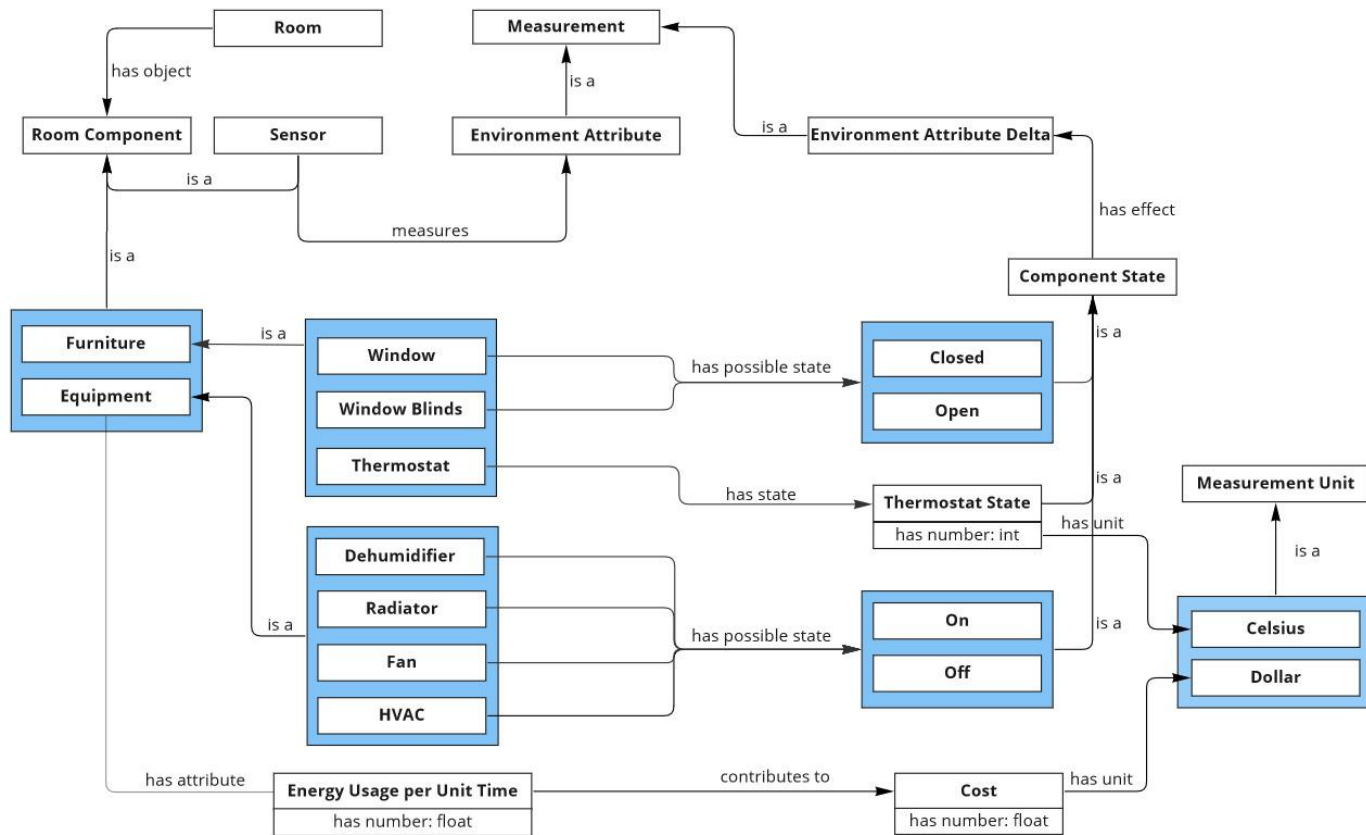 Room
Measurement
has object
is a
Room Component
Sensor
Environment Attribute
is a
Environment Attribute Delta
is a
measures
has effect
is a
Component State
Furniture
Equipment
is a
Window
Window Blinds
Thermostat
has possible state
Closed
Open
is a
has state
Thermostat State
has number: int
is a
has unit
Measurement Unit
is a
Dehumidifier
Radiator
Fan
HVAC
is a
has possible state
On
Off
is a
Celsius
Dollar
has attribute
Energy Usage per Unit Time
has number: float
contributes to
Cost
has number: float
has unit